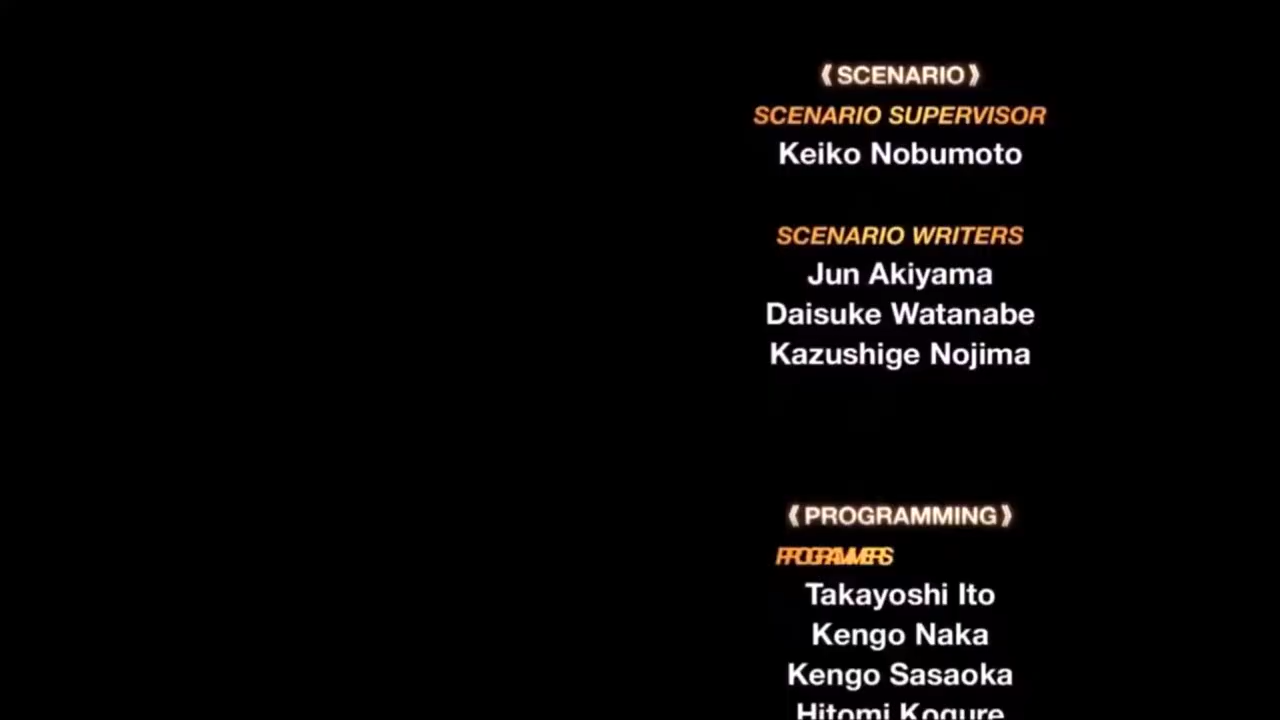 ⟪SCENARIO⟫
SCENARIO SUPERVISOR
Keiko Nobumoto
SCENARIO WRITERS
Jun Akiyama
Daisuke Watanabe
Kazushige Nojima
⟪PROGRAMMING⟫
PROGRAMMERS
Takayoshi Ito
Kengo Naka
Kengo Sasaoka
Hitomi Kogure